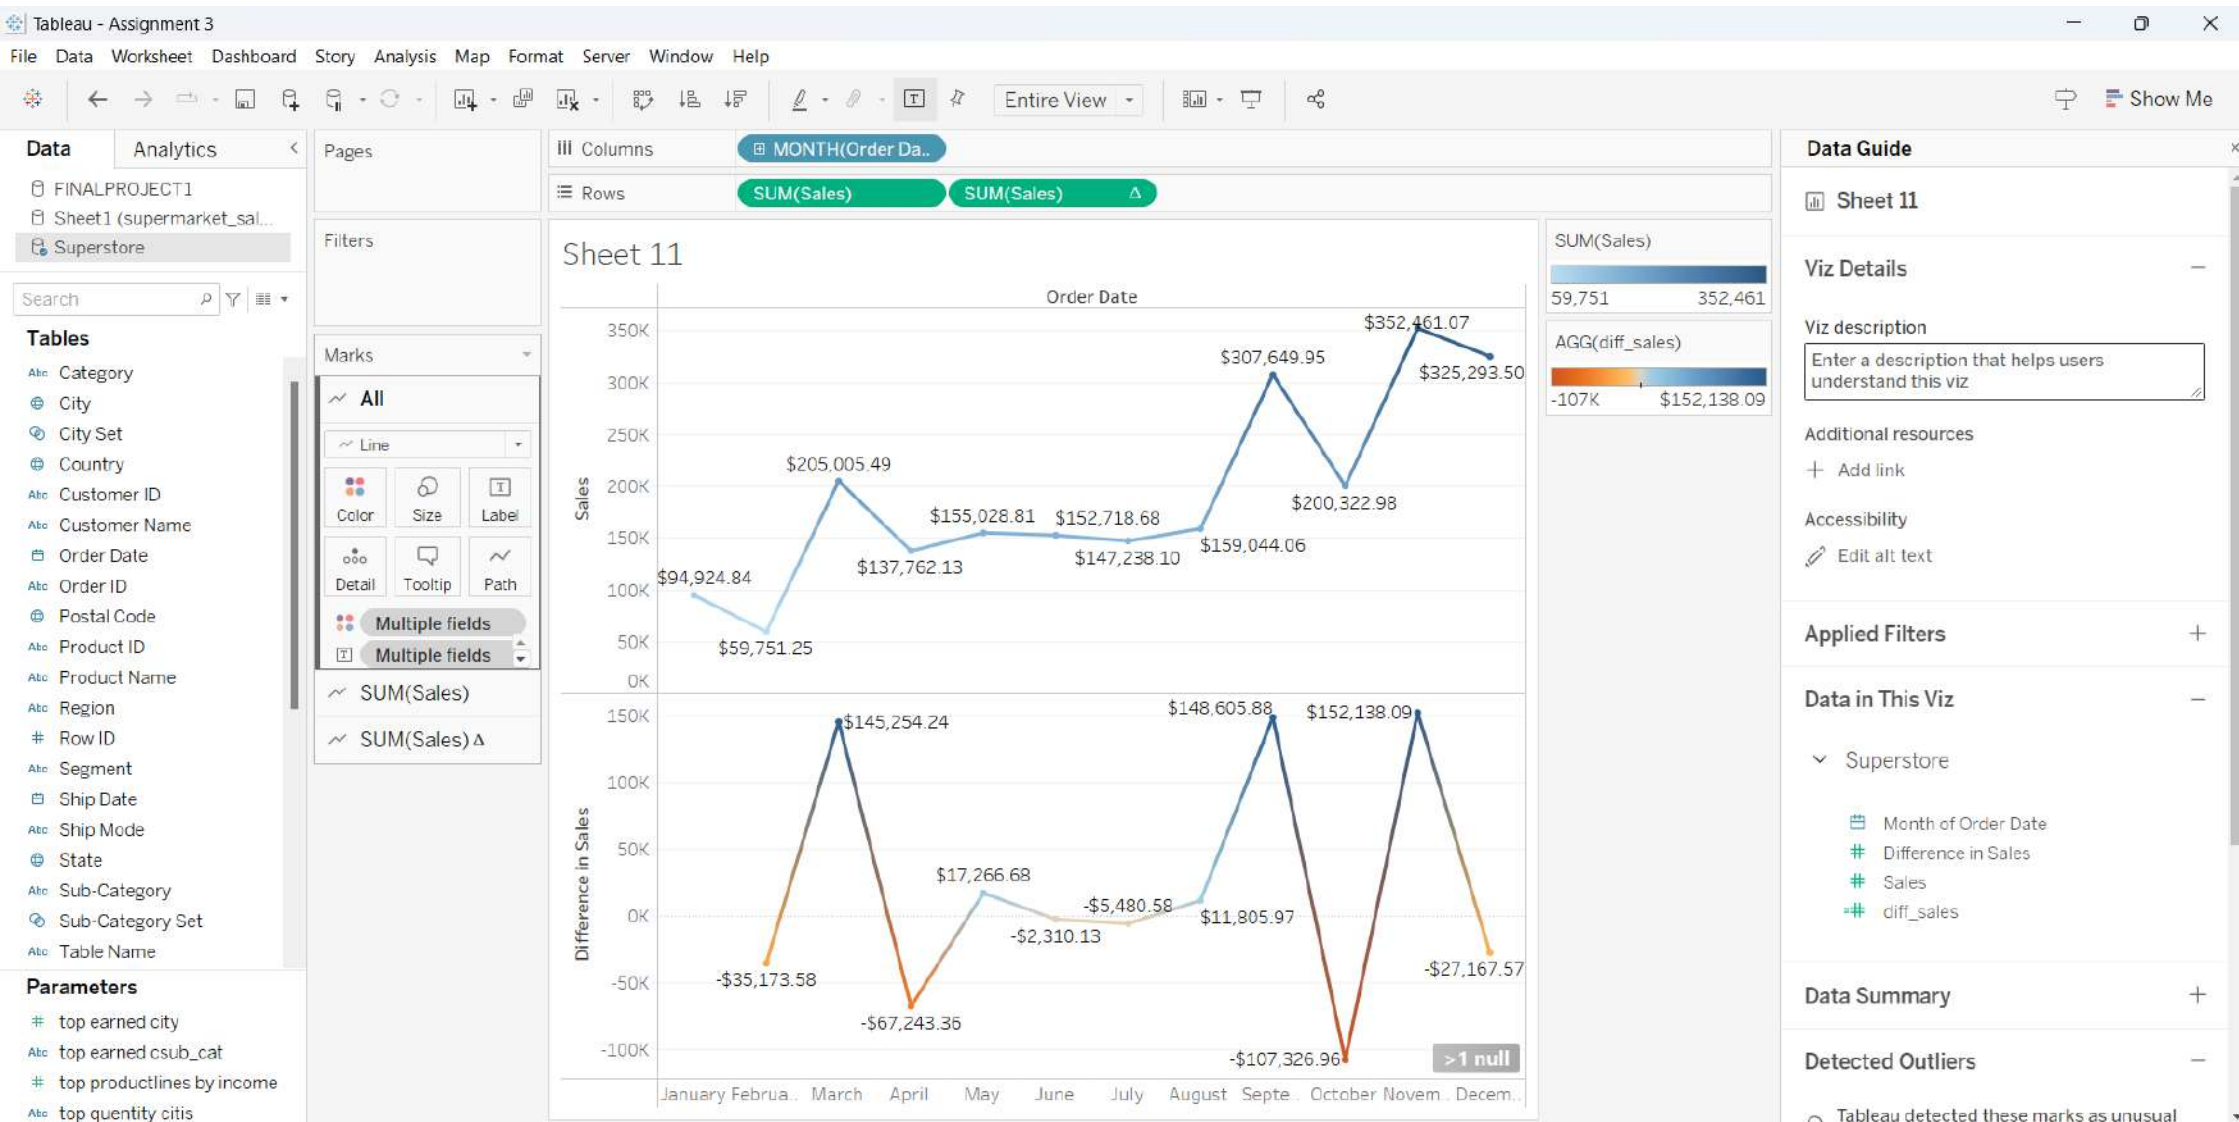 Tableau - Assignment 3
File Data Worksheet Dashboard Story Analysis Map Format Server Window Help
Entire View
Show Me
Data
Analytics
FINALPROJECT1
Sheet1 (supermarket_sal...
Superstore
Search
Tables
Abc Category
City
City Set
Country
Abc Customer ID
Abc Customer Name
Order Date
Abc Order ID
Postal Code
Abc Product ID
Abc Product Name
Abc Region
# Row ID
Abc Segment
Ship Date
Abc Ship Mode
State
Abc Sub-Category
Sub-Category Set
Abc Table Name
Parameters
# top earned city
Abc top earned csub_cat
# top productlines by income
Abc top quentity citis
Pages
Filters
Marks
All
Line
Color Size Label
Detail Tooltip Path
Multiple fields
T Multiple fields
SUM(Sales)
SUM(Sales) Δ
Columns
MONTH(Order Da..
Rows
SUM(Sales)
SUM(Sales) Δ
Sheet 11
Order Date
Sales
350K
300K
250K
200K
150K
100K
50K
0K
$94,924.84
$59,751.25
$205,005.49
$137,762.13
$155,028.81
$152,718.68
$147,238.10
$159,044.06
$307,649.95
$200,322.98
$352,461.07
$325,293.50
Difference in Sales
150K
100K
50K
0K
-50K
-100K
-$35,173.58
$145,254.24
-$67,243.36
$17,266.68
-$2,310.13
-$5,480.58
$11,805.97
$148,605.88
-$107,326.96
$152,138.09
-$27,167.57
>1 null
January Februa.. March April May June July August Septe.. October Novem.. Decem..
SUM(Sales)
59,751 352,461
AGG(diff_sales)
-107K $152,138.09
Data Guide
Sheet 11
Viz Details
Viz description
Enter a description that helps users
understand this viz
Additional resources
Add link
Accessibility
Edit alt text
Applied Filters
Data in This Viz
Superstore
Month of Order Date
# Difference in Sales
# Sales
=# diff_sales
Data Summary
Detected Outliers
Tableau detected these marks as unusual